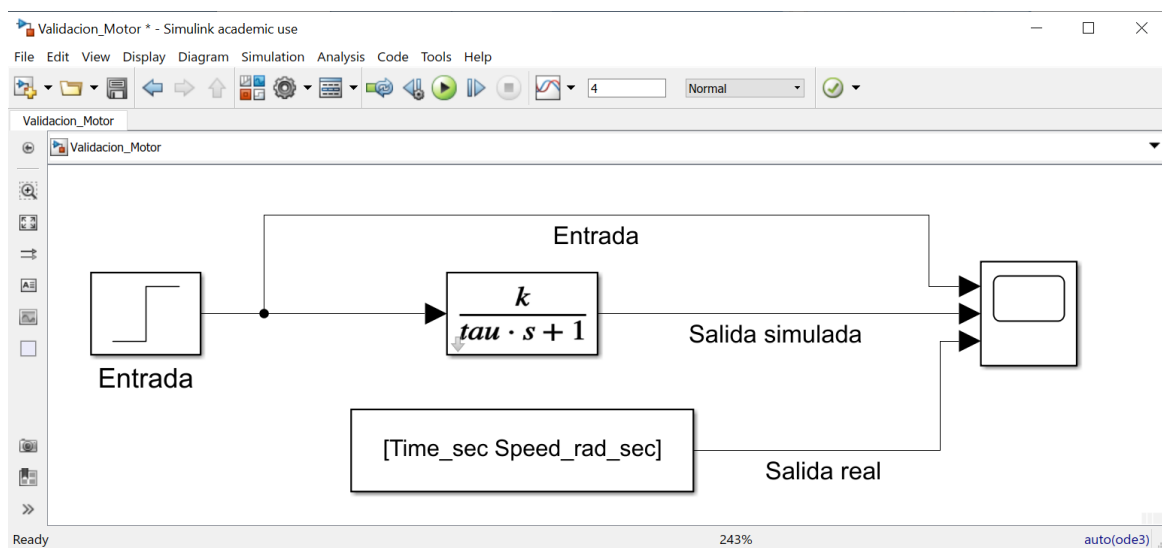 Validacion_Motor * - Simulink academic use
File Edit View Display Diagram Simulation Analysis Code Tools Help
4 Normal
Validacion_Motor
Validacion_Motor
Entrada
k
tau · s + 1
Salida simulada
Entrada
[Time_sec Speed_rad_sec]
Salida real
Ready 243% auto(ode3)